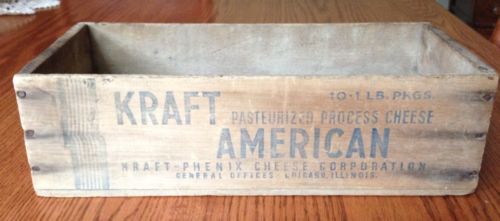 10-1 LB. PKGS.
KRAFT PASTEURIZED PROCESS CHEESE
AMERICAN
KRAFT-PHENIX CHEESE CORPORATION
GENERAL OFFICES, CHICAGO, ILLINOIS.